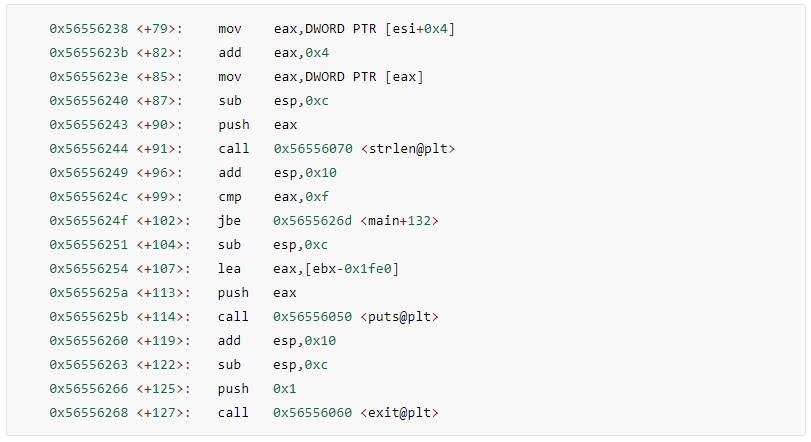 0x56556238 <+79>: mov eax,DWORD PTR [esi+0x4]
0x5655623b <+82>: add eax,0x4
0x5655623e <+85>: mov eax,DWORD PTR [eax]
0x56556240 <+87>: sub esp,0xc
0x56556243 <+90>: push eax
0x56556244 <+91>: call 0x56556070 <strlen@plt>
0x56556249 <+96>: add esp,0x10
0x5655624c <+99>: cmp eax,0xf
0x5655624f <+102>: jbe 0x5655626d <main+132>
0x56556251 <+104>: sub esp,0xc
0x56556254 <+107>: lea eax,[ebx-0x1fe0]
0x5655625a <+113>: push eax
0x5655625b <+114>: call 0x56556050 <puts@plt>
0x56556260 <+119>: add esp,0x10
0x56556263 <+122>: sub esp,0xc
0x56556266 <+125>: push 0x1
0x56556268 <+127>: call 0x56556060 <exit@plt>